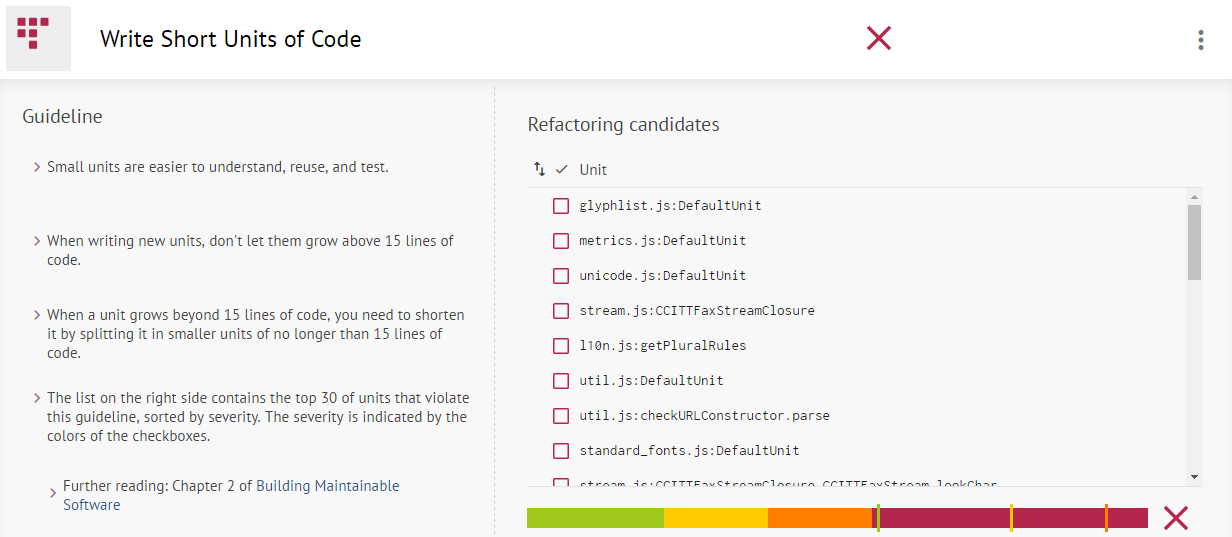 Write Short Units of Code
Guideline
Small units are easier to understand, reuse, and test.
When writing new units, don't let them grow above 15 lines of
code.
When a unit grows beyond 15 lines of code, you need to shorten
it by splitting it in smaller units of no longer than 15 lines of
code.
The list on the right side contains the top 30 of units that violate
this guideline, sorted by severity. The severity is indicated by the
colors of the checkboxes.
Further reading: Chapter 2 of Building Maintainable
Software
Refactoring candidates
Unit
glyphlist.js:DefaultUnit
metrics.js:DefaultUnit
unicode.js:DefaultUnit
stream.js:CCITTFaxStreamClosure
l10n.js:getPluralRules
util.js:DefaultUnit
util.js:checkURLConstructor.parse
standard_fonts.js:DefaultUnit
stream.js:CCITTFaxStreamClosure.CCITTFaxStream.lookChar